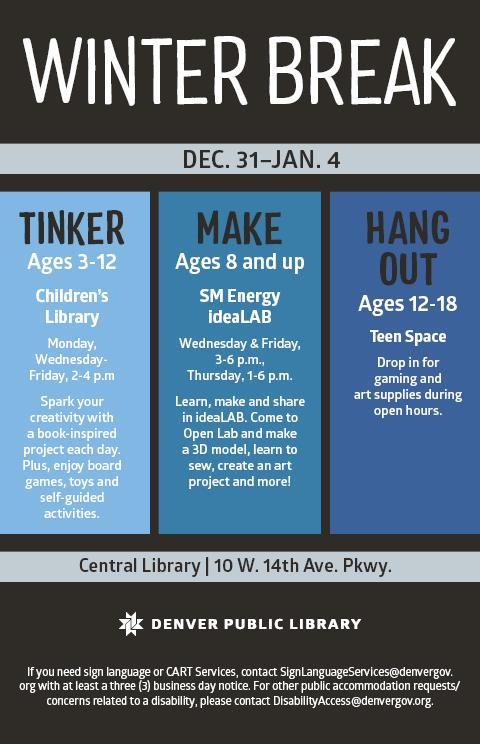 WINTER BREAK
DEC. 31–JAN. 4
TINKER
Ages 3-12
Children's
Library
Monday,
Wednesday-
Friday, 2-4 p.m
Spark your
creativity with
a book-inspired
project each day.
Plus, enjoy board
games, toys and
self-guided
activities.
MAKE
Ages 8 and up
SM Energy
ideaLAB
Wednesday & Friday,
3-6 p.m.,
Thursday, 1-6 p.m.
Learn, make and share
in ideaLAB. Come to
Open Lab and make
a 3D model, learn to
sew, create an art
project and more!
HANG
OUT
Ages 12-18
Teen Space
Drop in for
gaming and
art supplies during
open hours.
Central Library | 10 W. 14th Ave. Pkwy.
DENVER PUBLIC LIBRARY
If you need sign language or CART Services, contact SignLanguageServices@denvergov.
org with at least a three (3) business day notice. For other public accommodation requests/
concerns related to a disability, please contact DisabilityAccess@denvergov.org.